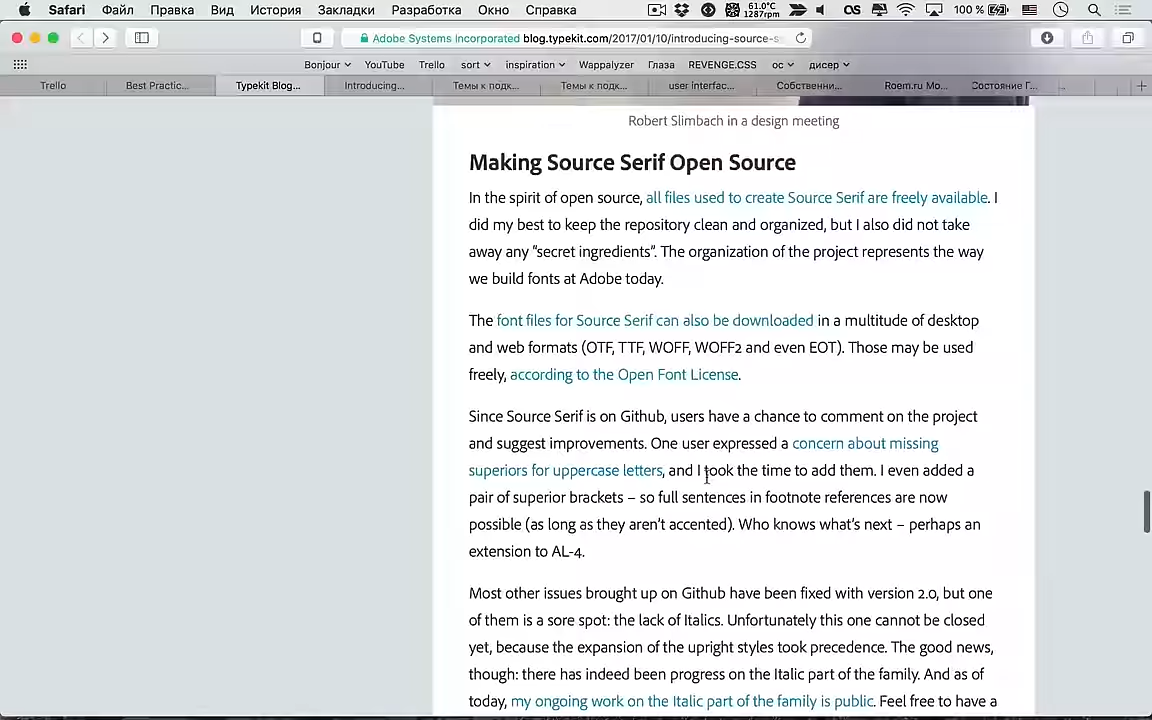 Safari Файл Правка Вид История Закладки Разработка Окно Справка 61.0°C 1287rpm 100 %
Adobe Systems Incorporated blog.typekit.com/2017/01/10/introducing-source-s
Bonjour YouTube Trello sort inspiration Wappalyzer Глаза REVENGE.CSS ос дисер
Trello Best Practic... Typekit Blog... Introducing... Темы к подк... Темы к подк... user interfac... Собственни... Roem.ru Mo... Состояние Г... ...
Robert Slimbach in a design meeting
Making Source Serif Open Source
In the spirit of open source, all files used to create Source Serif are freely available. I
did my best to keep the repository clean and organized, but I also did not take
away any "secret ingredients". The organization of the project represents the way
we build fonts at Adobe today.
The font files for Source Serif can also be downloaded in a multitude of desktop
and web formats (OTF, TTF, WOFF, WOFF2 and even EOT). Those may be used
freely, according to the Open Font License.
Since Source Serif is on Github, users have a chance to comment on the project
and suggest improvements. One user expressed a concern about missing
superiors for uppercase letters, and I took the time to add them. I even added a
pair of superior brackets – so full sentences in footnote references are now
possible (as long as they aren't accented). Who knows what's next – perhaps an
extension to AL-4.
Most other issues brought up on Github have been fixed with version 2.0, but one
of them is a sore spot: the lack of Italics. Unfortunately this one cannot be closed
yet, because the expansion of the upright styles took precedence. The good news,
though: there has indeed been progress on the Italic part of the family. And as of
today, my ongoing work on the Italic part of the family is public. Feel free to have a